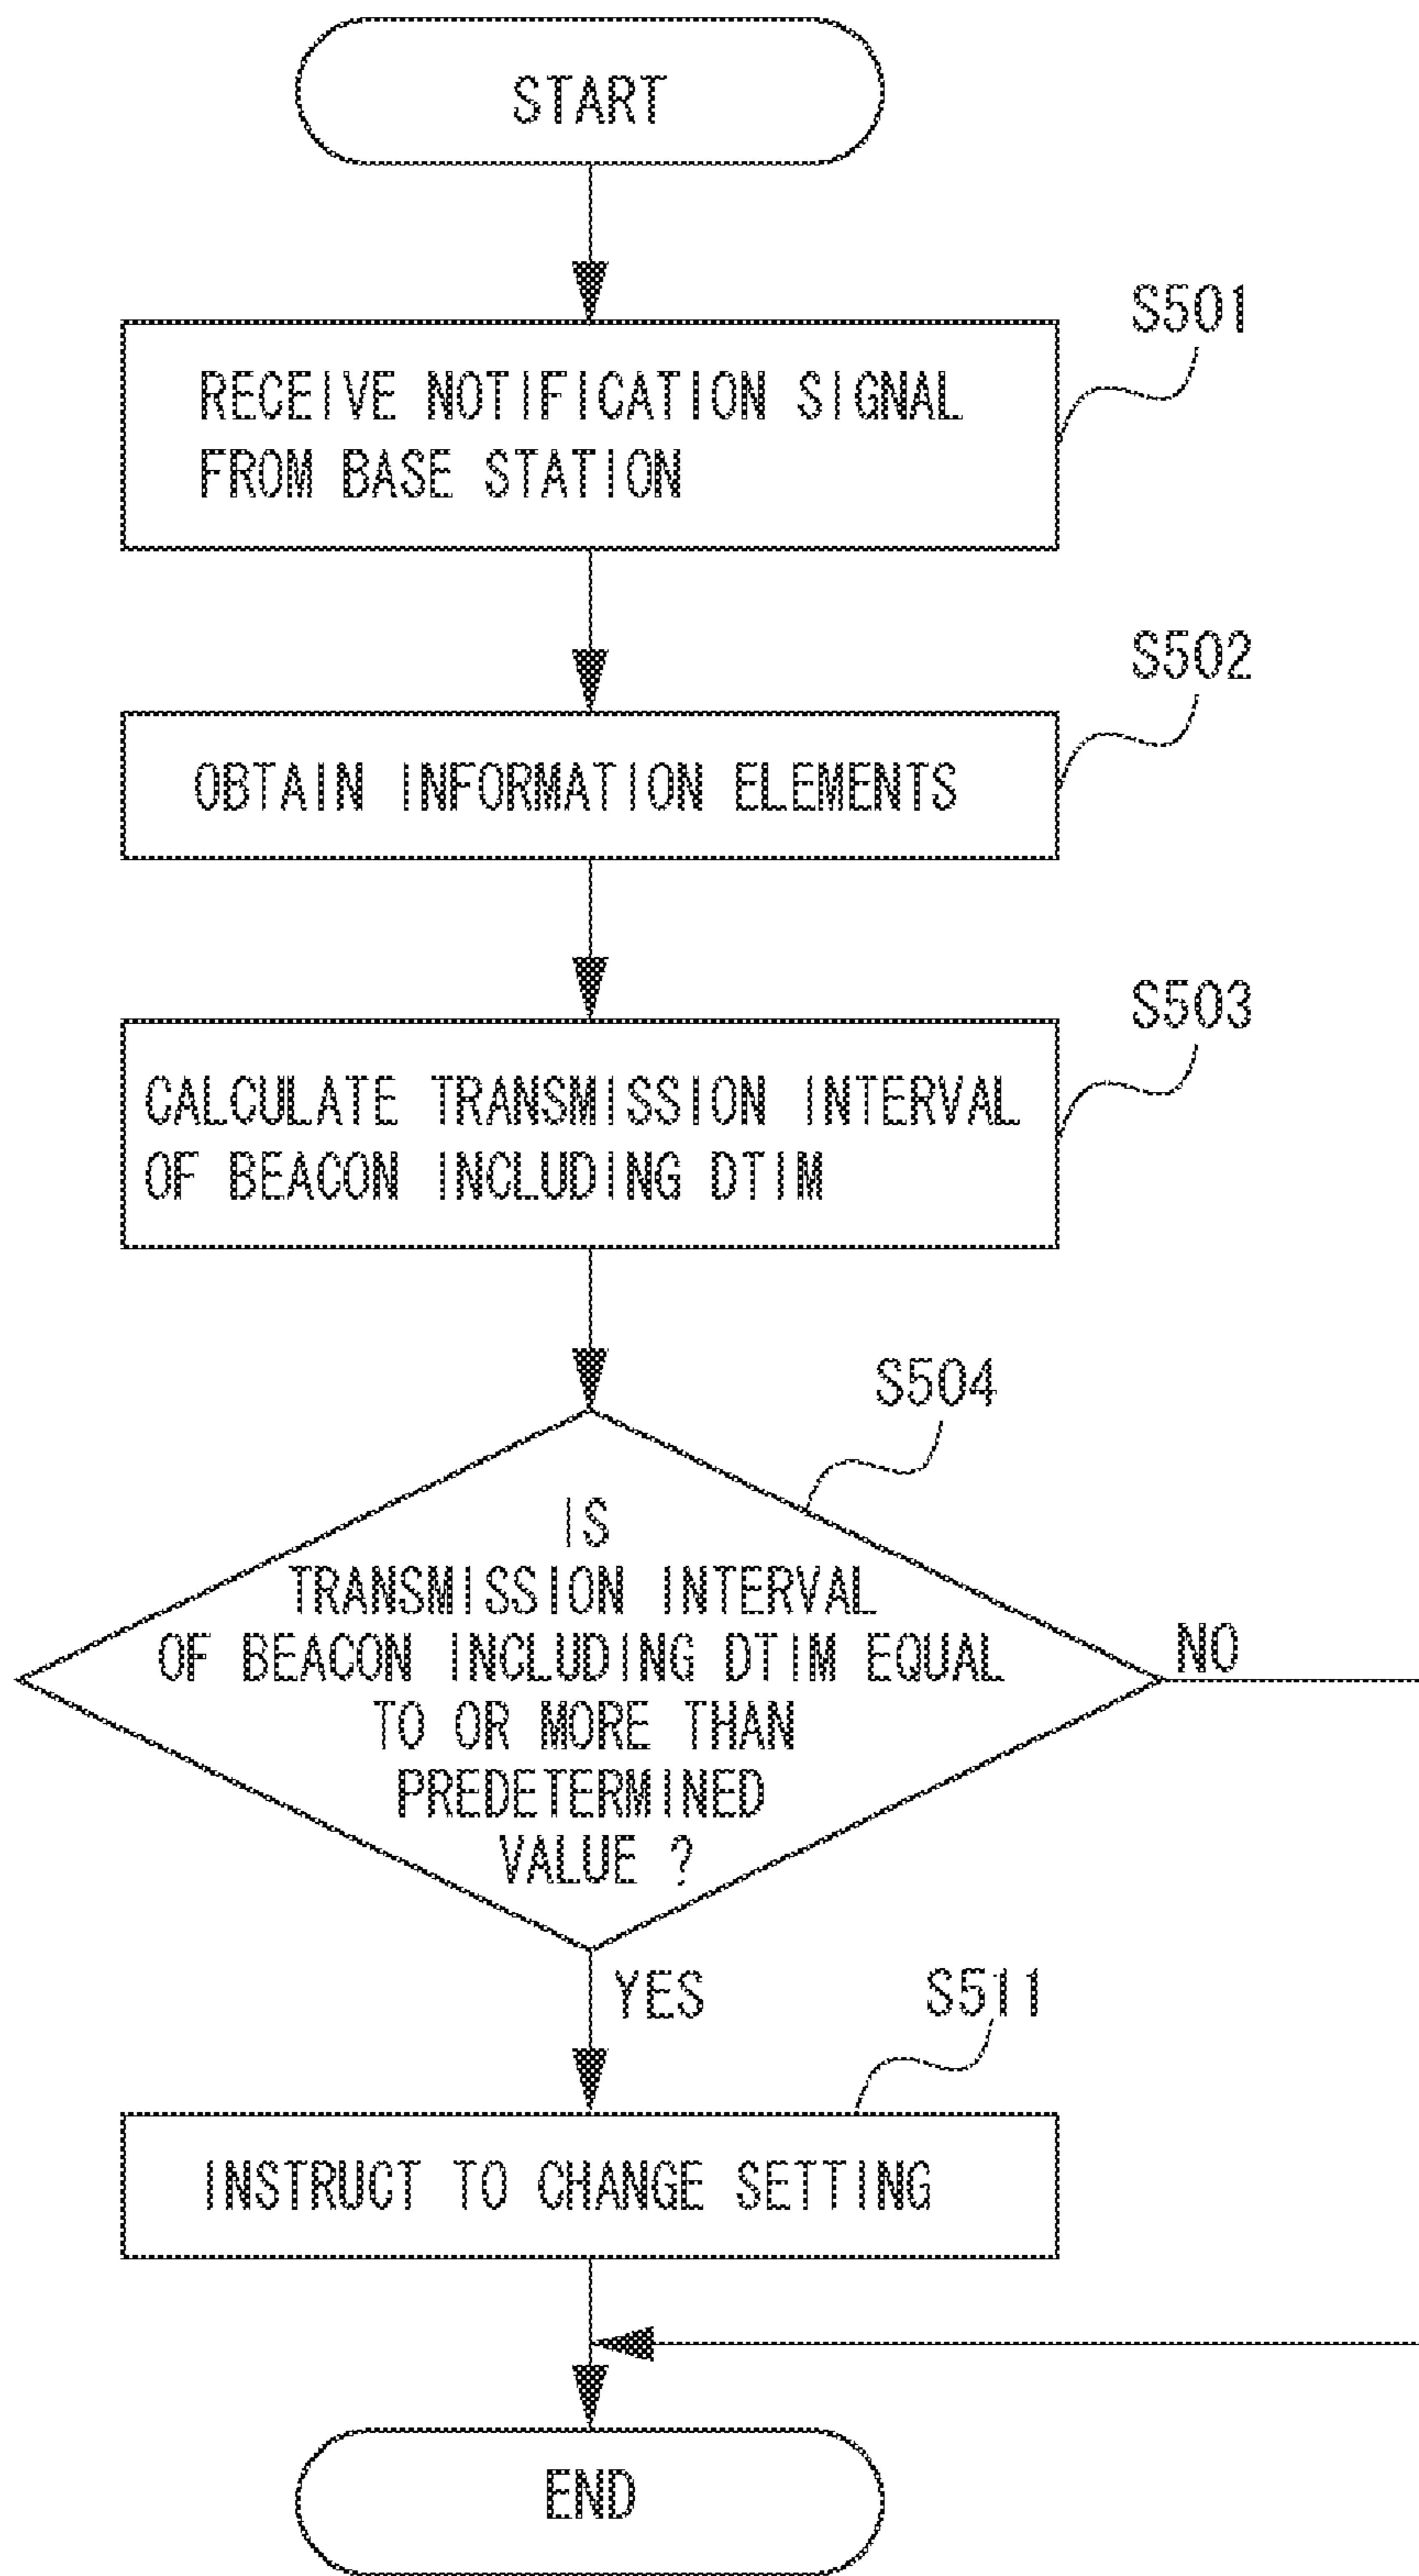 START
S501
RECEIVE NOTIFICATION SIGNAL
FROM BASE STATION
S502
OBTAIN INFORMATION ELEMENTS
S503
CALCULATE TRANSMISSION INTERVAL
OF BEACON INCLUDING DTIM
S504
IS
TRANSMISSION INTERVAL
OF BEACON INCLUDING DTIM EQUAL
TO OR MORE THAN
PREDETERMINED
VALUE ?
NO
YES
S511
INSTRUCT TO CHANGE SETTING
END